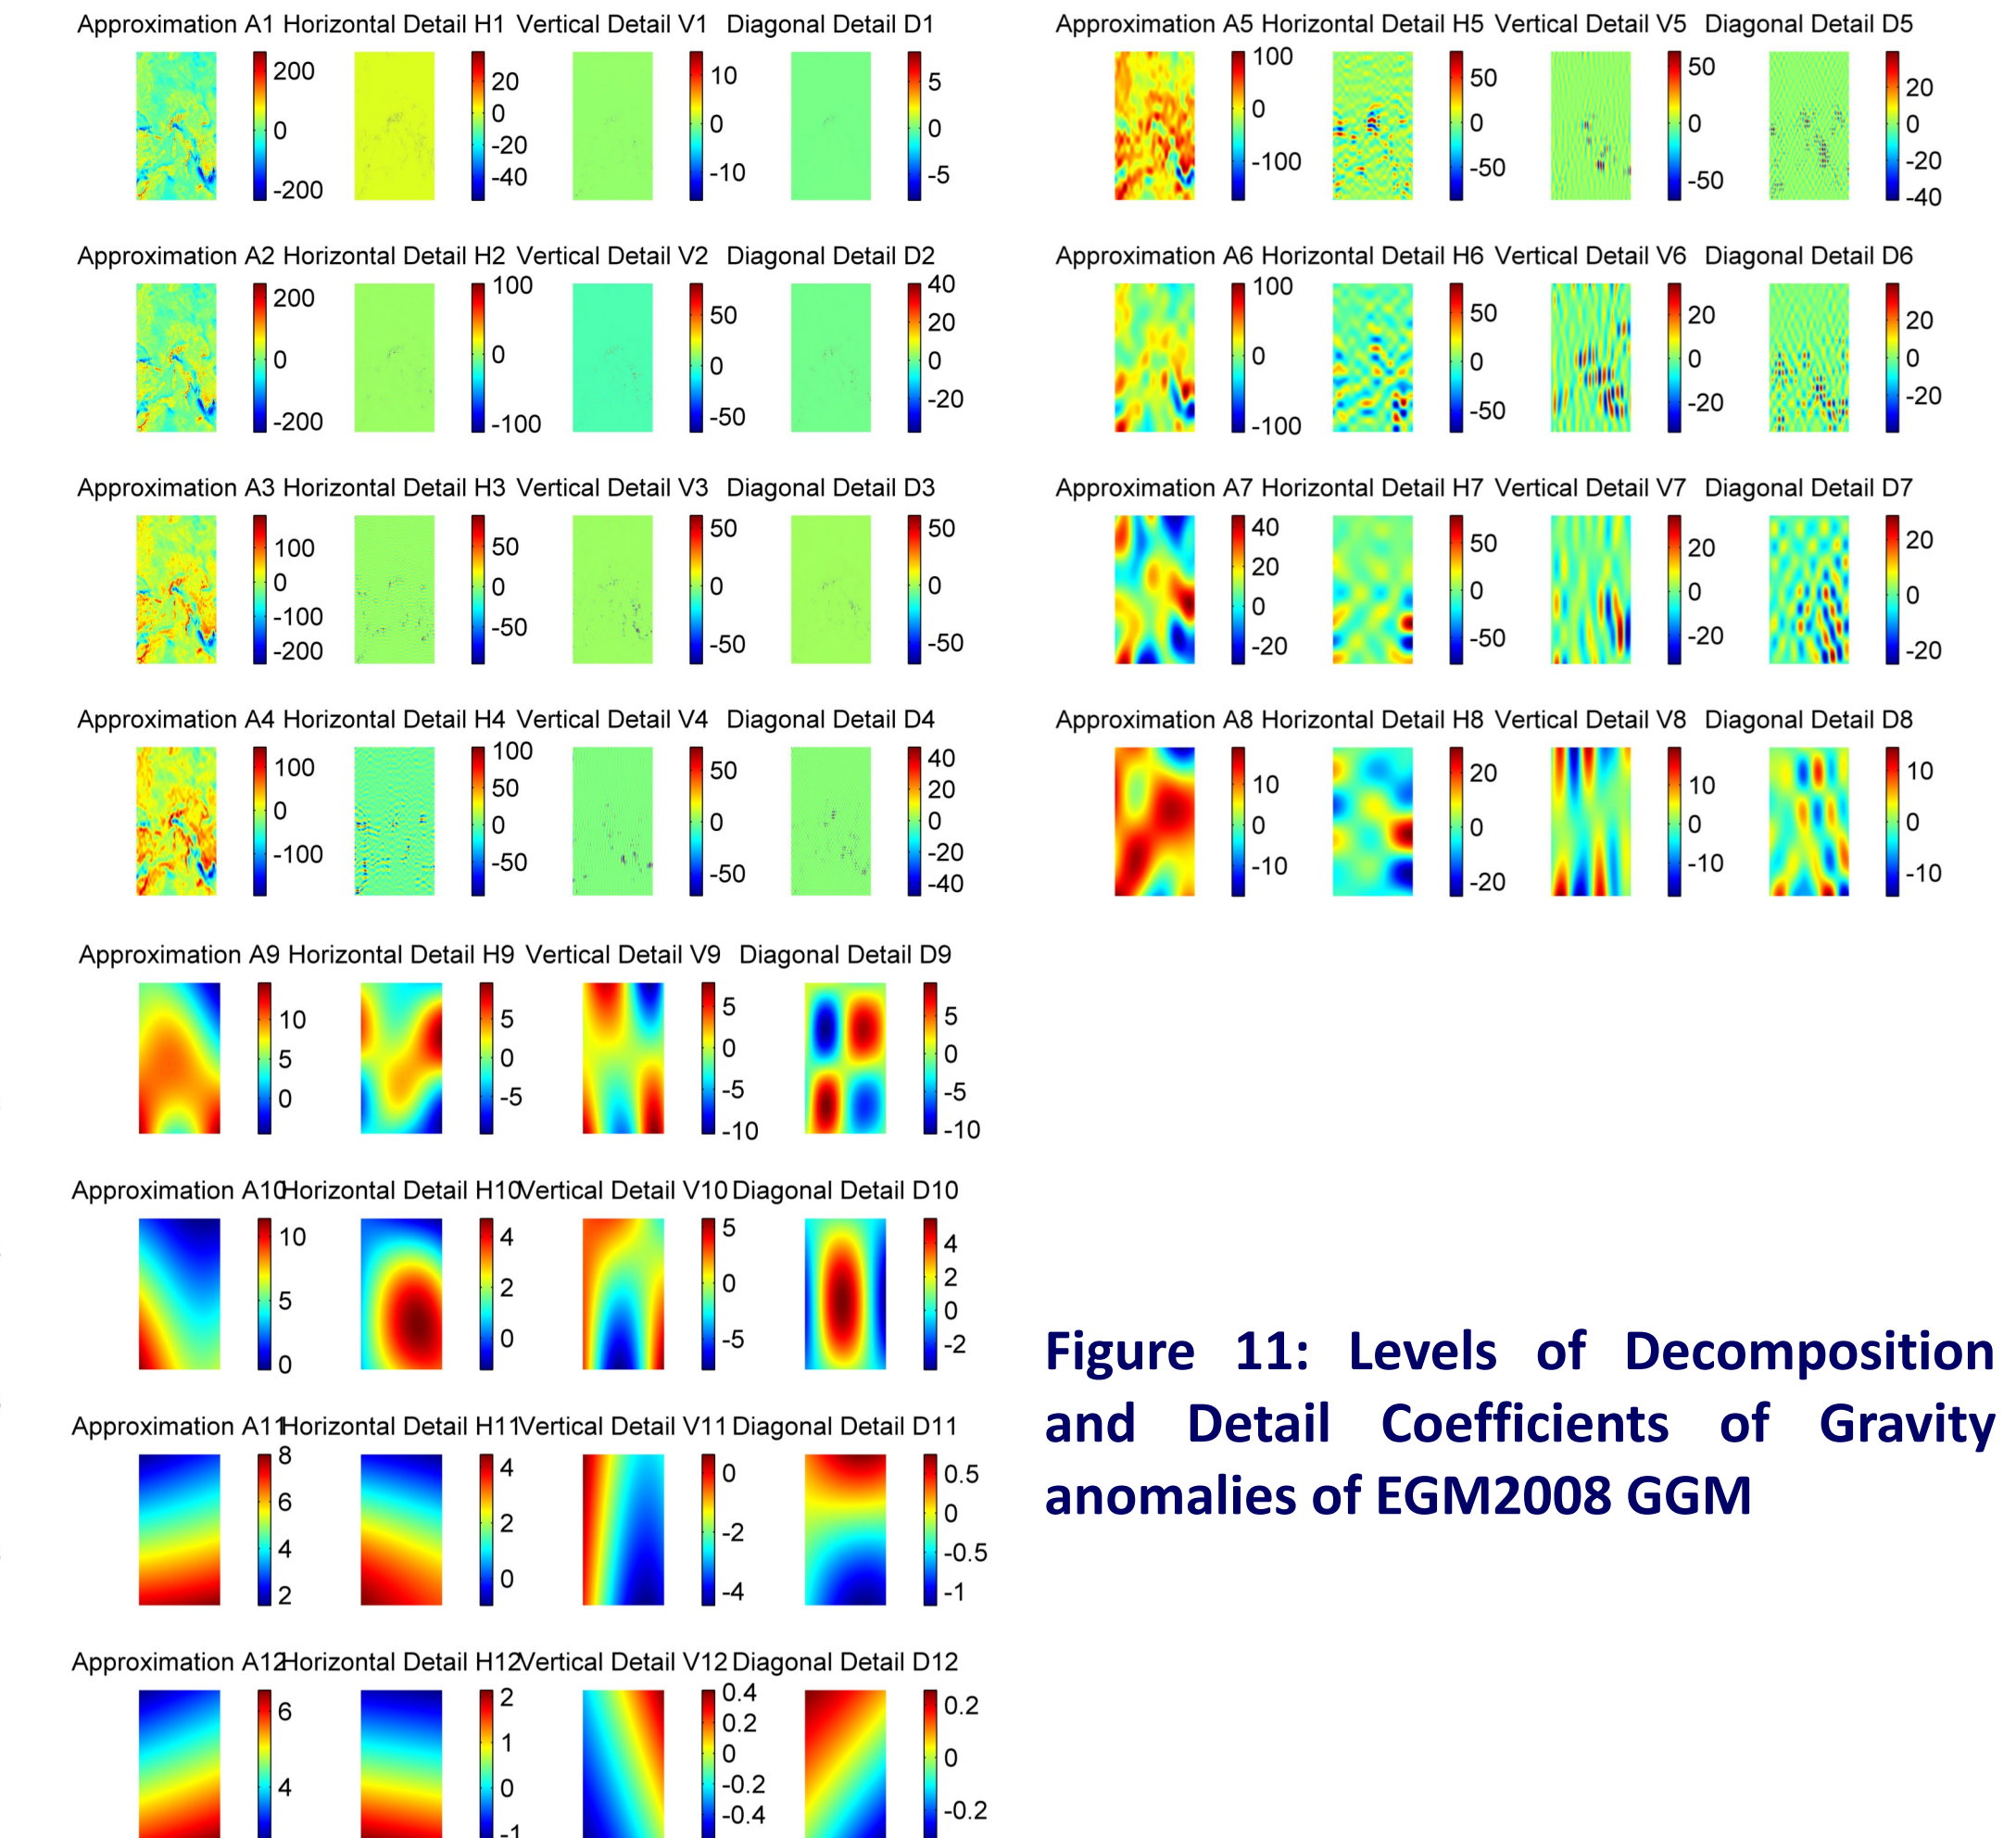 Approximation A1 Horizontal Detail H1 Vertical Detail V1 Diagonal Detail D1
200 0 -200
20 0 -20 -40
10 0 -10
5 0 -5
Approximation A2 Horizontal Detail H2 Vertical Detail V2 Diagonal Detail D2
200 0 -200
100 0 -100
50 0 -50
40 20 0 -20
Approximation A3 Horizontal Detail H3 Vertical Detail V3 Diagonal Detail D3
100 0 -100 -200
50 0 -50
50 0 -50
50 0 -50
Approximation A4 Horizontal Detail H4 Vertical Detail V4 Diagonal Detail D4
100 0 -100
100 50 0 -50
50 0 -50
40 20 0 -20 -40
Approximation A5 Horizontal Detail H5 Vertical Detail V5 Diagonal Detail D5
100 0 -100
50 0 -50
50 0 -50
20 0 -20 -40
Approximation A6 Horizontal Detail H6 Vertical Detail V6 Diagonal Detail D6
100 0 -100
50 0 -50
20 0 -20
20 0 -20
Approximation A7 Horizontal Detail H7 Vertical Detail V7 Diagonal Detail D7
40 20 0 -20
50 0 -50
20 0 -20
20 0 -20
Approximation A8 Horizontal Detail H8 Vertical Detail V8 Diagonal Detail D8
10 0 -10
20 0 -20
10 0 -10
10 0 -10
Approximation A9 Horizontal Detail H9 Vertical Detail V9 Diagonal Detail D9
10 5 0
5 0 -5
5 0 -5 -10
5 0 -5 -10
Approximation A10 Horizontal Detail H10 Vertical Detail V10 Diagonal Detail D10
10 5 0
4 2 0
5 0 -5
4 2 0 -2
Approximation A11 Horizontal Detail H11 Vertical Detail V11 Diagonal Detail D11
8 6 4 2
4 2 0
0 -2 -4
0.5 0 -0.5 -1
Approximation A12 Horizontal Detail H12 Vertical Detail V12 Diagonal Detail D12
6 4
2 1 0 -1
0.4 0.2 0 -0.2 -0.4
0.2 0 -0.2
Figure 11: Levels of Decomposition
and Detail Coefficients of Gravity
anomalies of EGM2008 GGM